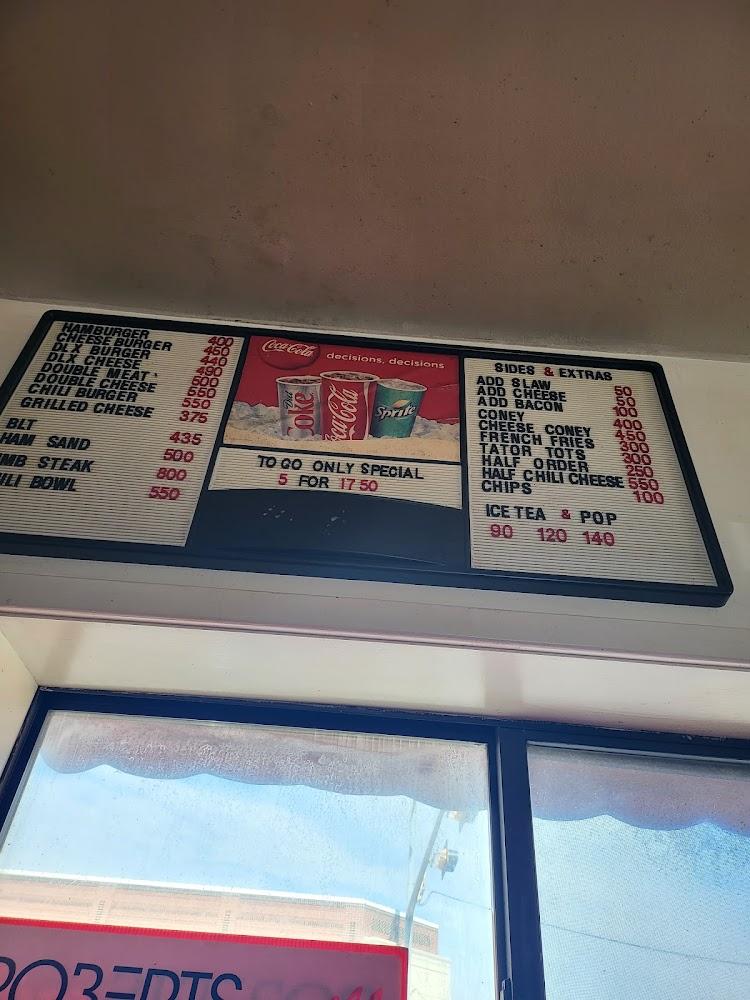 HAMBURGER 400
CHEESE BURGER 450
DLX BURGER 440
DLX CHEESE 490
DOUBLE MEAT 500
DOUBLE CHEESE 550
CHILI BURGER 550
GRILLED CHEESE 375
BLT 435
HAM SAND 500
MB STEAK 800
ILI BOWL 550
Coca-Cola
decisions, decisions
Diet Coke
Coca-Cola
Sprite
TO GO ONLY SPECIAL
5 FOR 17 50
SIDES & EXTRAS
ADD SLAW 50
ADD CHEESE 50
ADD BACON 100
CONEY 400
CHEESE CONEY 450
FRENCH FRIES 300
TATOR TOTS 300
HALF ORDER 250
HALF CHILI CHEESE 550
CHIPS 100
ICE TEA & POP
90 120 140
ROBERTS